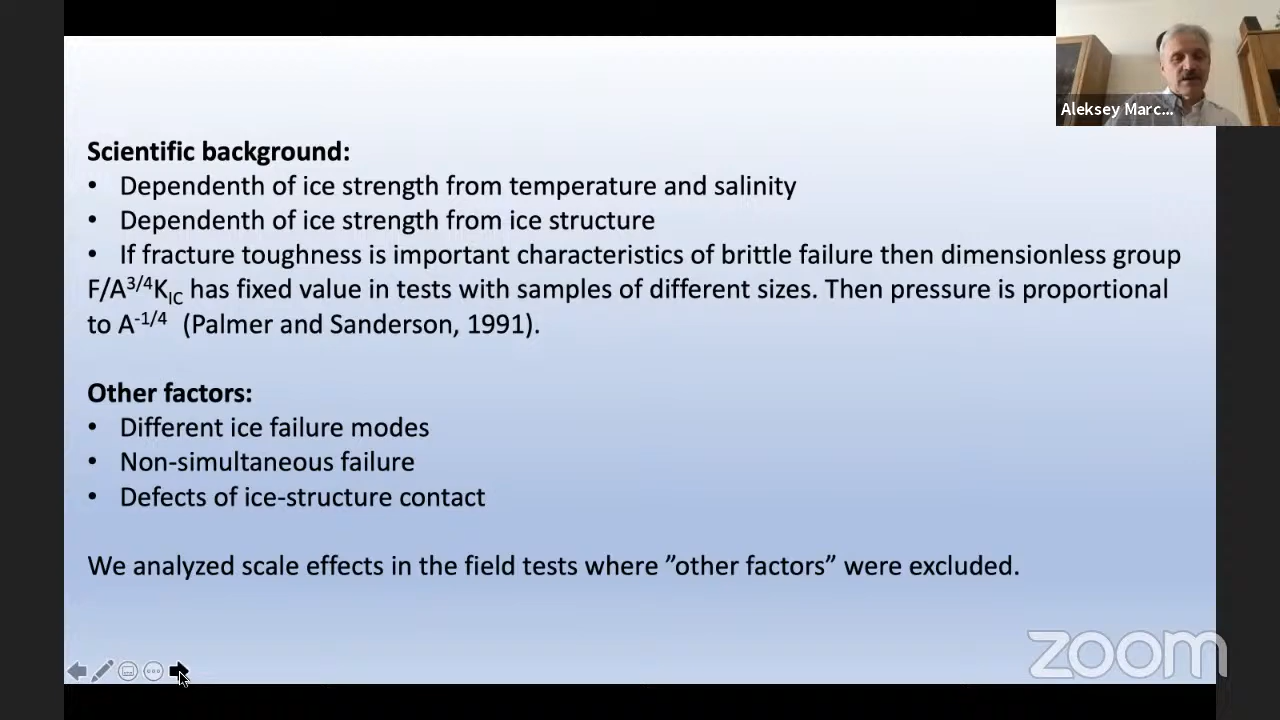 Aleksey Marc...
Scientific background:
• Dependenth of ice strength from temperature and salinity
• Dependenth of ice strength from ice structure
• If fracture toughness is important characteristics of brittle failure then dimensionless group
F/A^3/4K_IC has fixed value in tests with samples of different sizes. Then pressure is proportional
to A^-1/4 (Palmer and Sanderson, 1991).
Other factors:
• Different ice failure modes
• Non-simultaneous failure
• Defects of ice-structure contact
We analyzed scale effects in the field tests where ”other factors” were excluded.
zoom